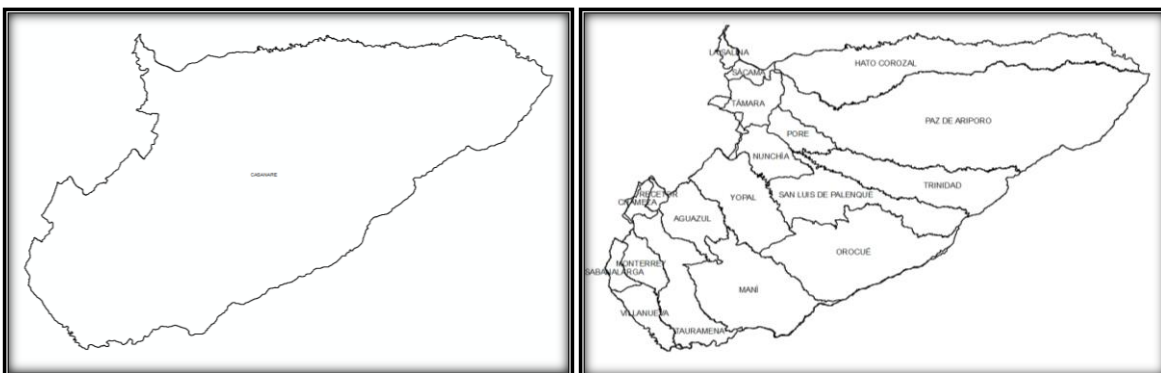 CASANARE
LA SALINA
HATO COROZAL
SÁCAMA
TÁMARA
PAZ DE ARIPORO
PORE
NUNCHÍA
TRINIDAD
RECETOR
SAN LUIS DE PALENQUÉ
YOPAL
CHAMEZA
AGUAZUL
OROCUÉ
MONTERREY
SABANALARGA
MANÍ
VILLANUEVA
TAURAMENA